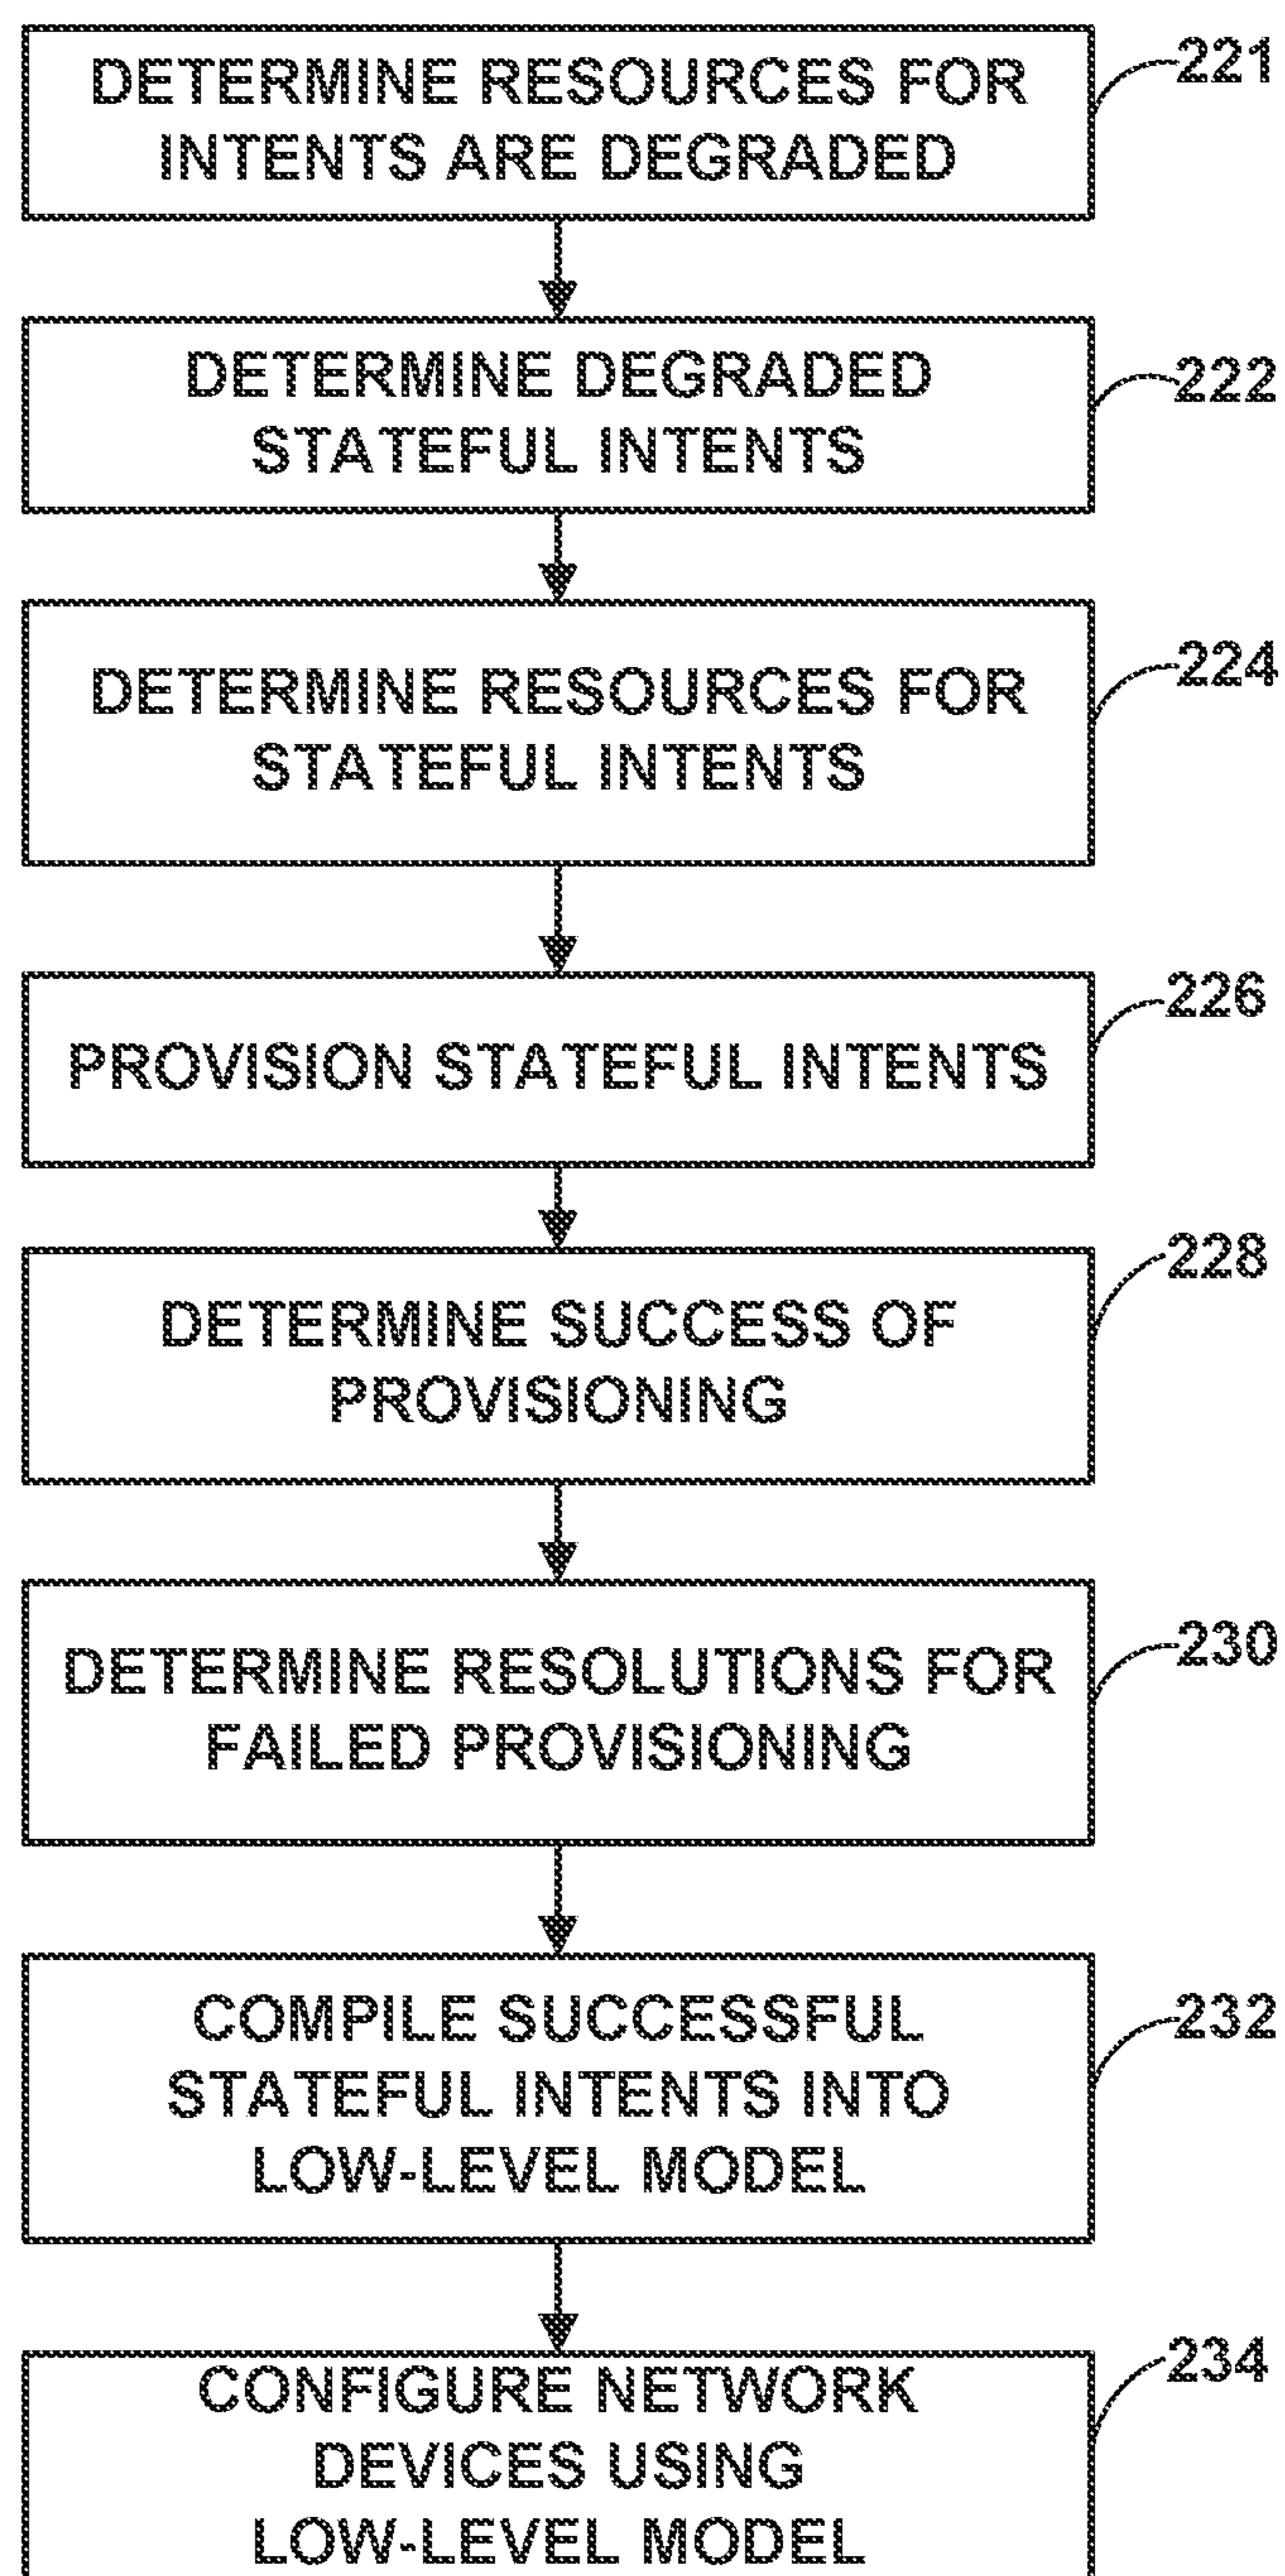 DETERMINE RESOURCES FOR
INTENTS ARE DEGRADED
221
DETERMINE DEGRADED
STATEFUL INTENTS
222
DETERMINE RESOURCES FOR
STATEFUL INTENTS
224
PROVISION STATEFUL INTENTS
226
DETERMINE SUCCESS OF
PROVISIONING
228
DETERMINE RESOLUTIONS FOR
FAILED PROVISIONING
230
COMPILE SUCCESSFUL
STATEFUL INTENTS INTO
LOW-LEVEL MODEL
232
CONFIGURE NETWORK
DEVICES USING
LOW-LEVEL MODEL
234